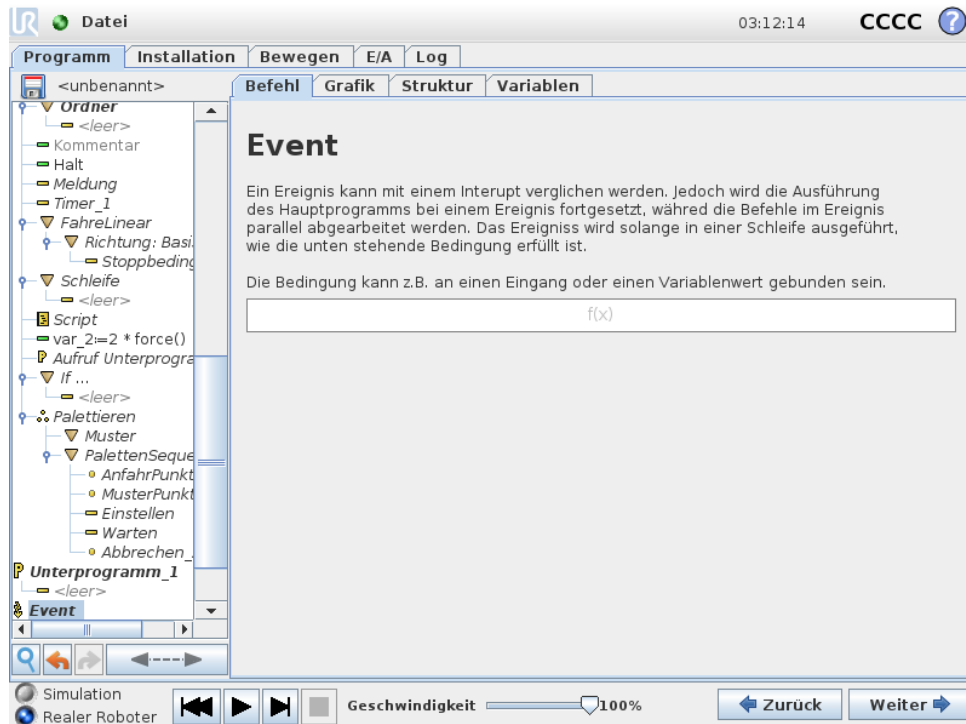 UR Datei 03:12:14 CCCC ?
Programm Installation Bewegen E/A Log
<unbenannt>
Befehl Grafik Struktur Variablen
Ordner
<leer>
Kommentar
Halt
Meldung
Timer_1
FahreLinear
Richtung: Basi
Stoppbeding
Schleife
<leer>
Script
var_2:=2 * force()
Aufruf Unterprogra
If ...
<leer>
Palettieren
Muster
PalettenSeque
AnfahrPunkt
MusterPunkt
Einstellen
Warten
Abbrechen_
Unterprogramm_1
<leer>
Event
Event
Ein Ereignis kann mit einem Interupt verglichen werden. Jedoch wird die Ausführung
des Hauptprogramms bei einem Ereignis fortgesetzt, währed die Befehle im Ereignis
parallel abgearbeitet werden. Das Ereigniss wird solange in einer Schleife ausgeführt,
wie die unten stehende Bedingung erfüllt ist.
Die Bedingung kann z.B. an einen Eingang oder einen Variablenwert gebunden sein.
f(x)
Simulation
Realer Roboter
Geschwindigkeit 100%
Zurück Weiter